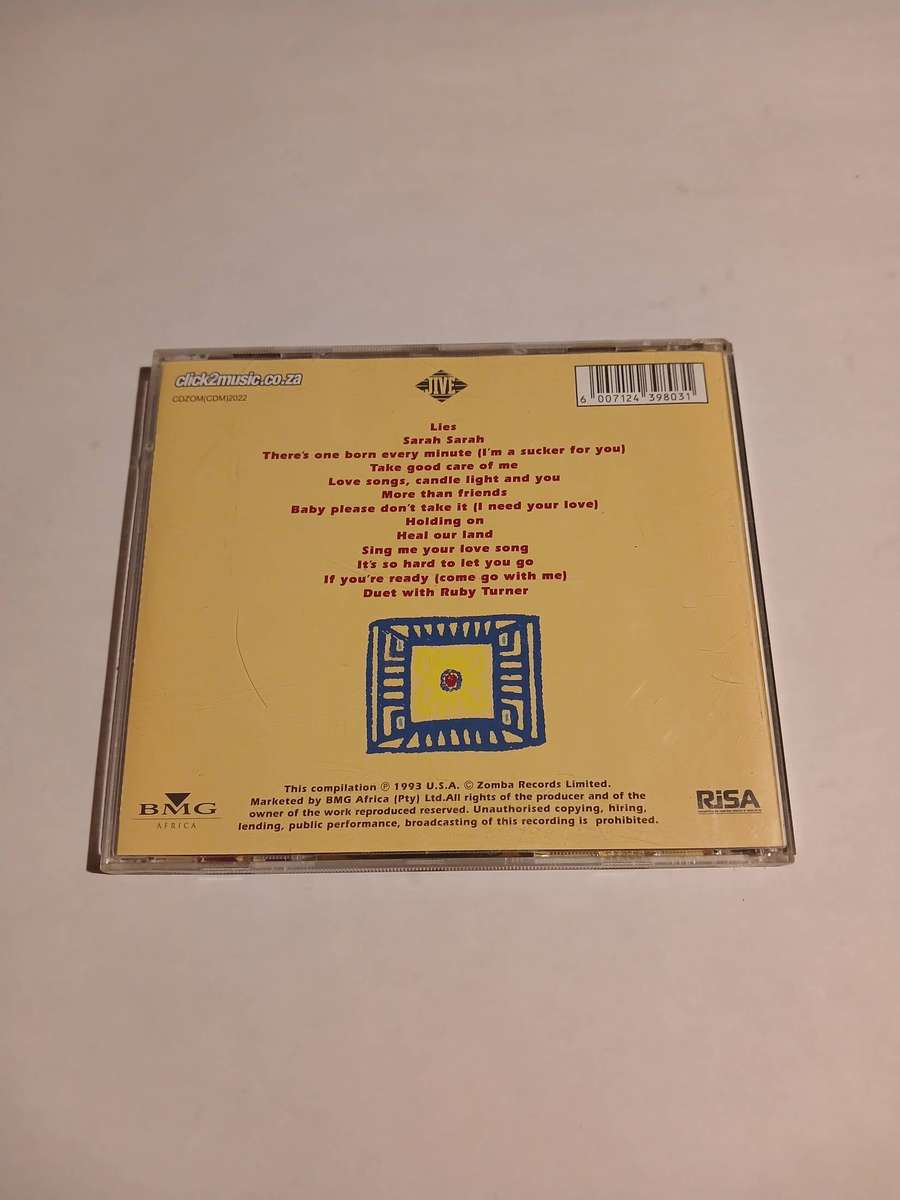 click2music.co.za
CDZOM(CDM)2022
JIVE
6 007124 398031
Lies
Sarah Sarah
There's one born every minute (I'm a sucker for you)
Take good care of me
Love songs, candle light and you
More than friends
Baby please don't take it (I need your love)
Holding on
Heal our land
Sing me your love song
It's so hard to let you go
If you're ready (come go with me)
Duet with Ruby Turner
This compilation ℗ 1993 U.S.A. © Zomba Records Limited.
Marketed by BMG Africa (Pty) Ltd.All rights of the producer and of the
owner of the work reproduced reserved. Unauthorised copying, hiring,
lending, public performance, broadcasting of this recording is prohibited.
BMG
AFRICA
RiSA